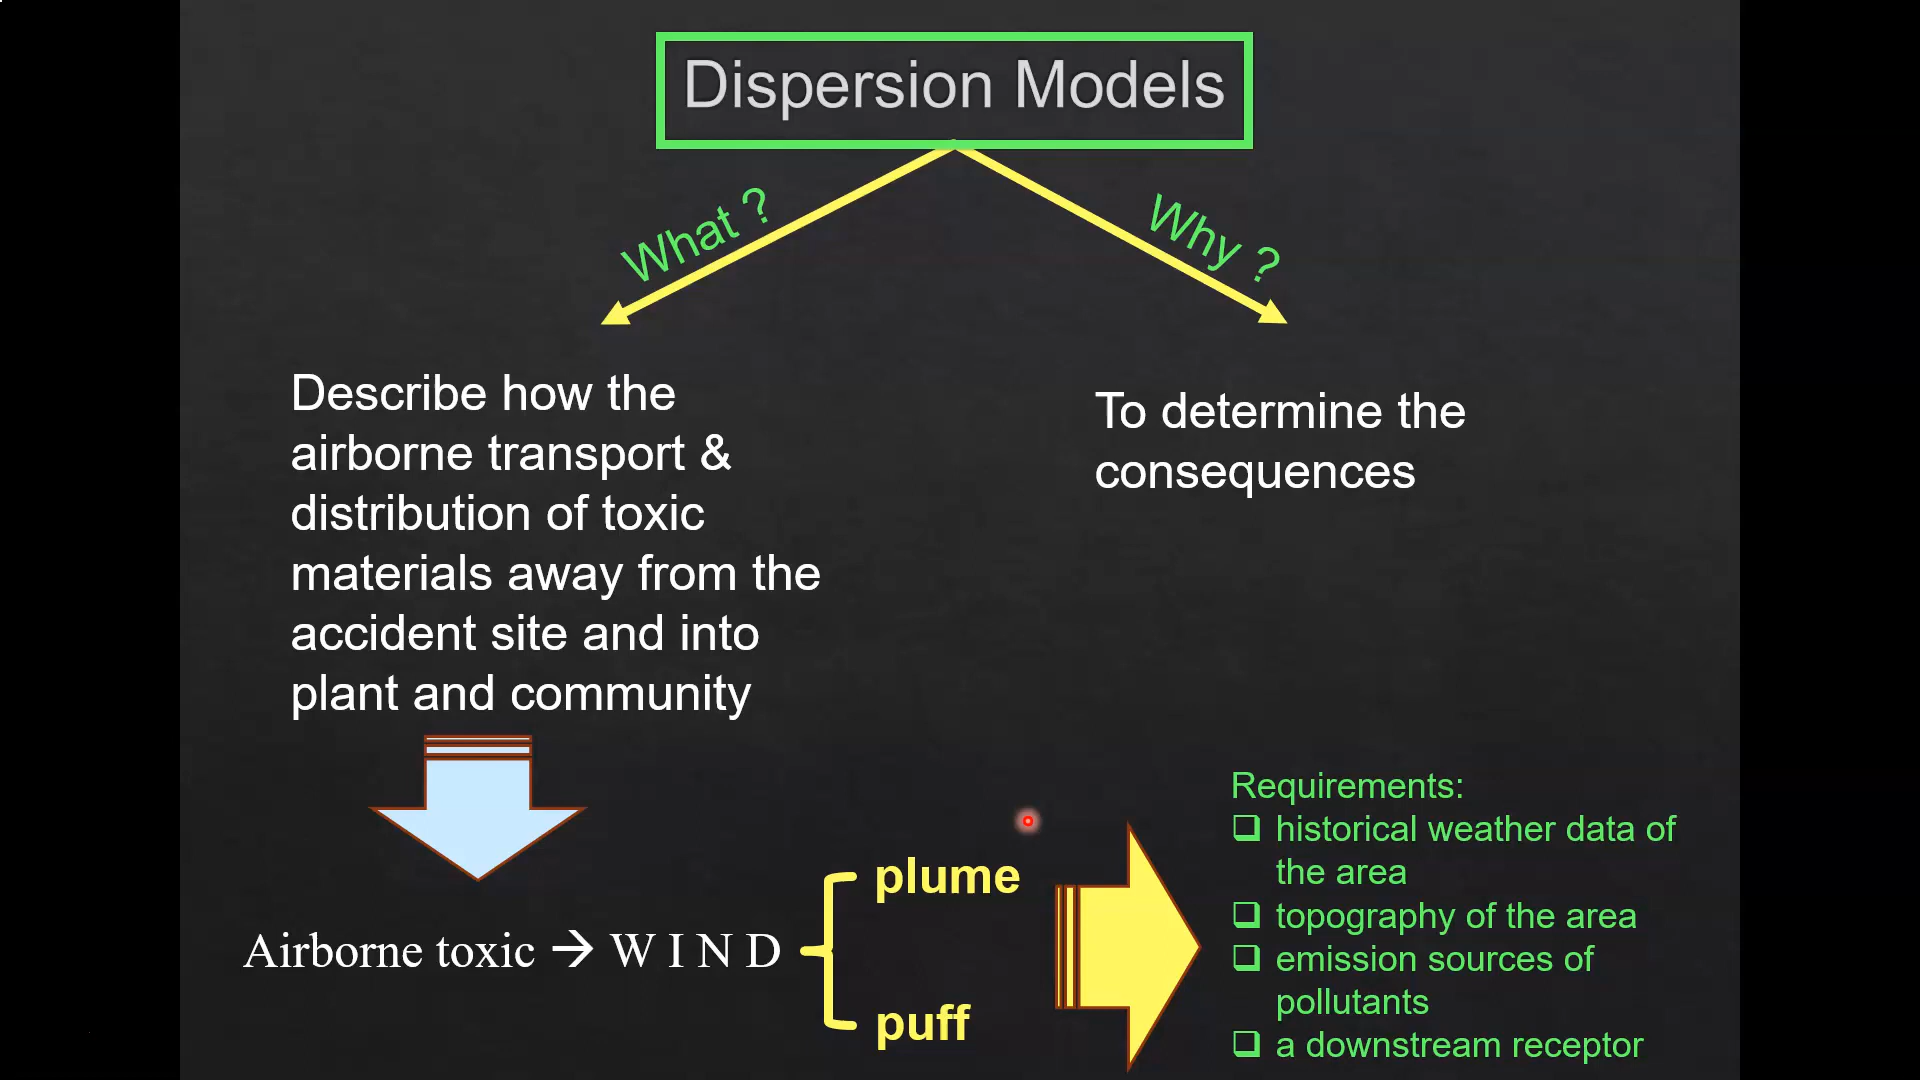 Dispersion Models
What ?
Why ?
Describe how the
airborne transport &
distribution of toxic
materials away from the
accident site and into
plant and community
To determine the
consequences
Airborne toxic → W I N D
plume
puff
Requirements:
❑ historical weather data of
the area
❑ topography of the area
❑ emission sources of
pollutants
❑ a downstream receptor